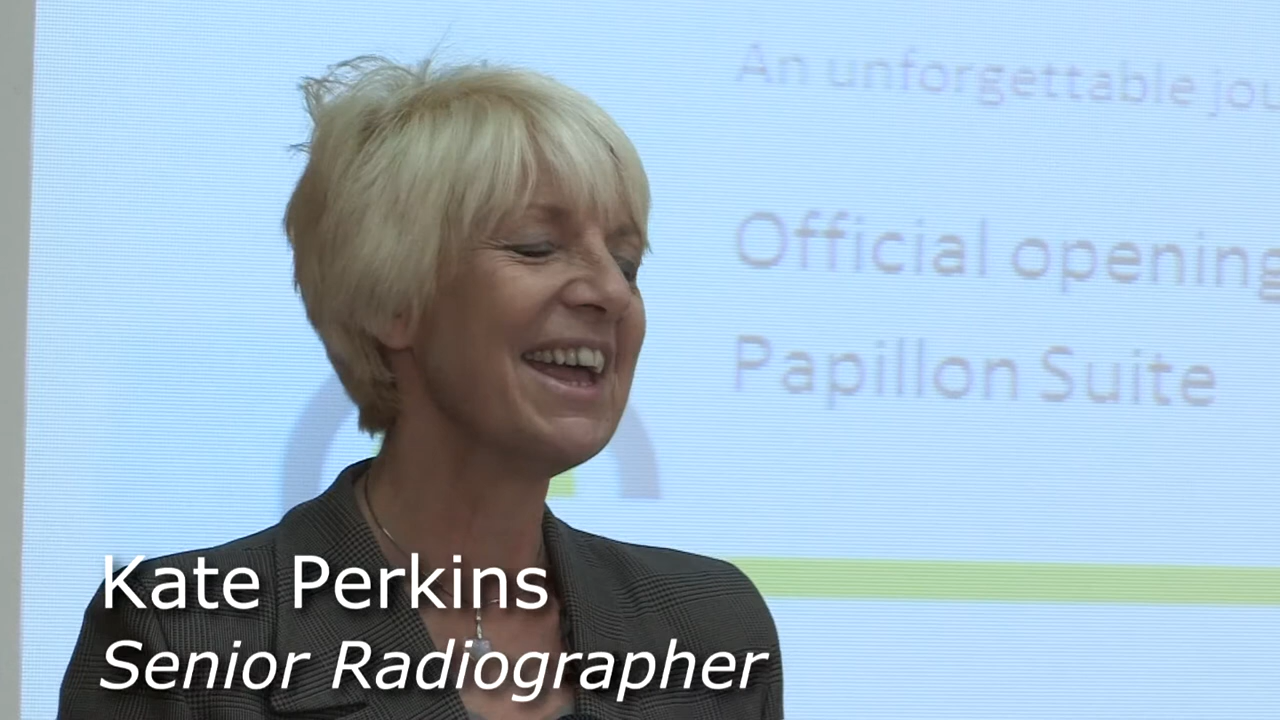 An unforgettable jou
Official opening
Papillon Suite
Kate Perkins
Senior Radiographer